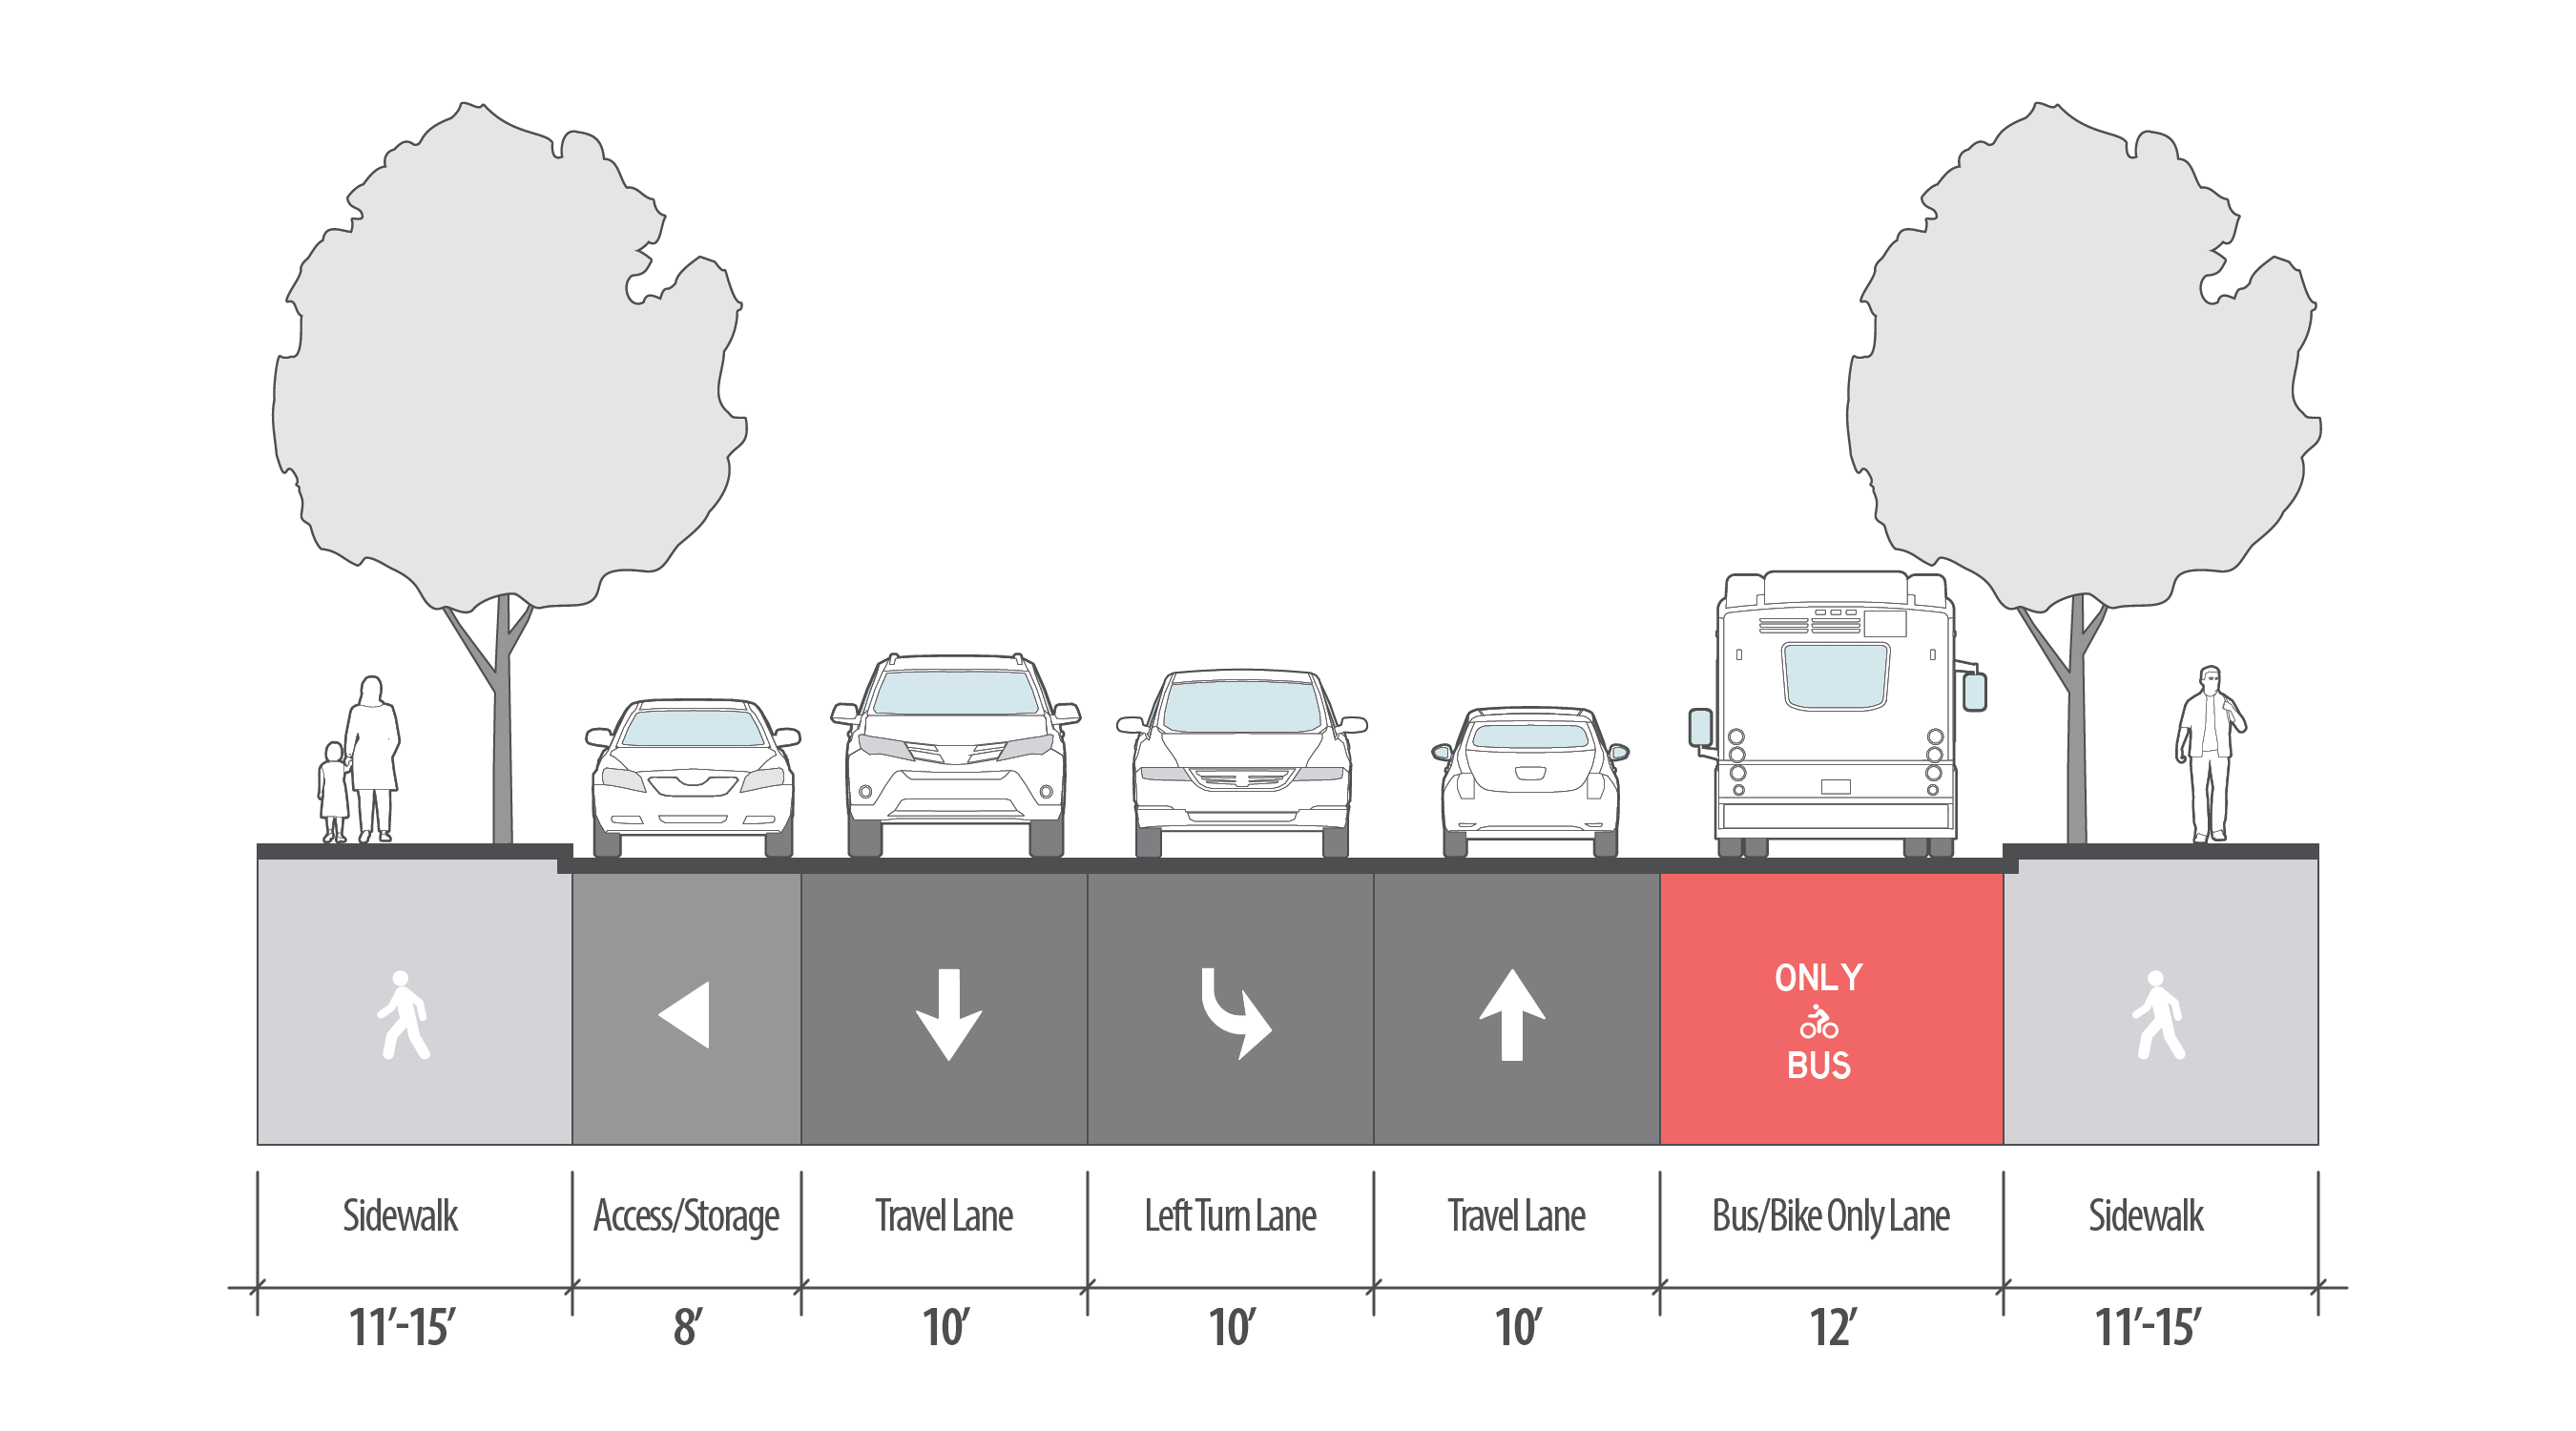 ONLY
BUS
Sidewalk
Access/Storage
Travel Lane
Left Turn Lane
Travel Lane
Bus/Bike Only Lane
Sidewalk
11’-15’
8’
10’
10’
10’
12’
11’-15’